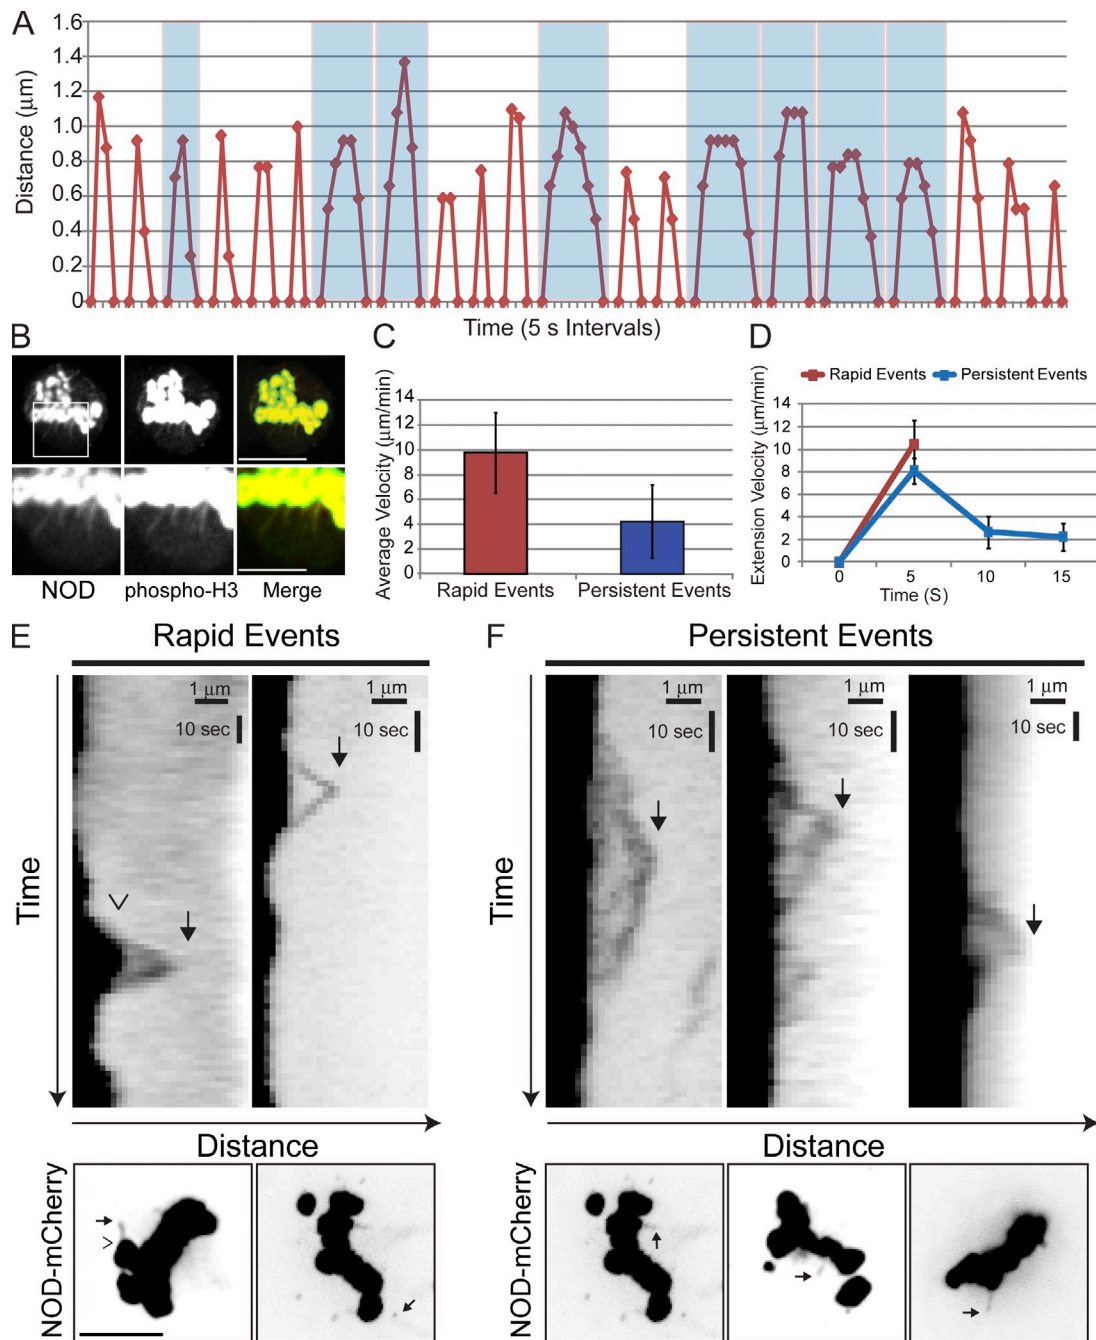 A
Distance (μm)
1.6
1.4
1.2
1.0
0.8
0.6
0.4
0.2
0
Time (5 s Intervals)
B
NOD
phospho-H3
Merge
C
Average Velocity (μm/min)
14
12
10
8
6
4
2
0
Rapid Events
Persistent Events
D
Rapid Events
Persistent Events
Extension Velocity (μm/min)
14
12
10
8
6
4
2
0
0
5
10
15
Time (S)
E
Rapid Events
Time
1 μm
10 sec
1 μm
10 sec
Distance
NOD-mCherry
F
Persistent Events
Time
1 μm
10 sec
1 μm
10 sec
1 μm
10 sec
Distance
NOD-mCherry